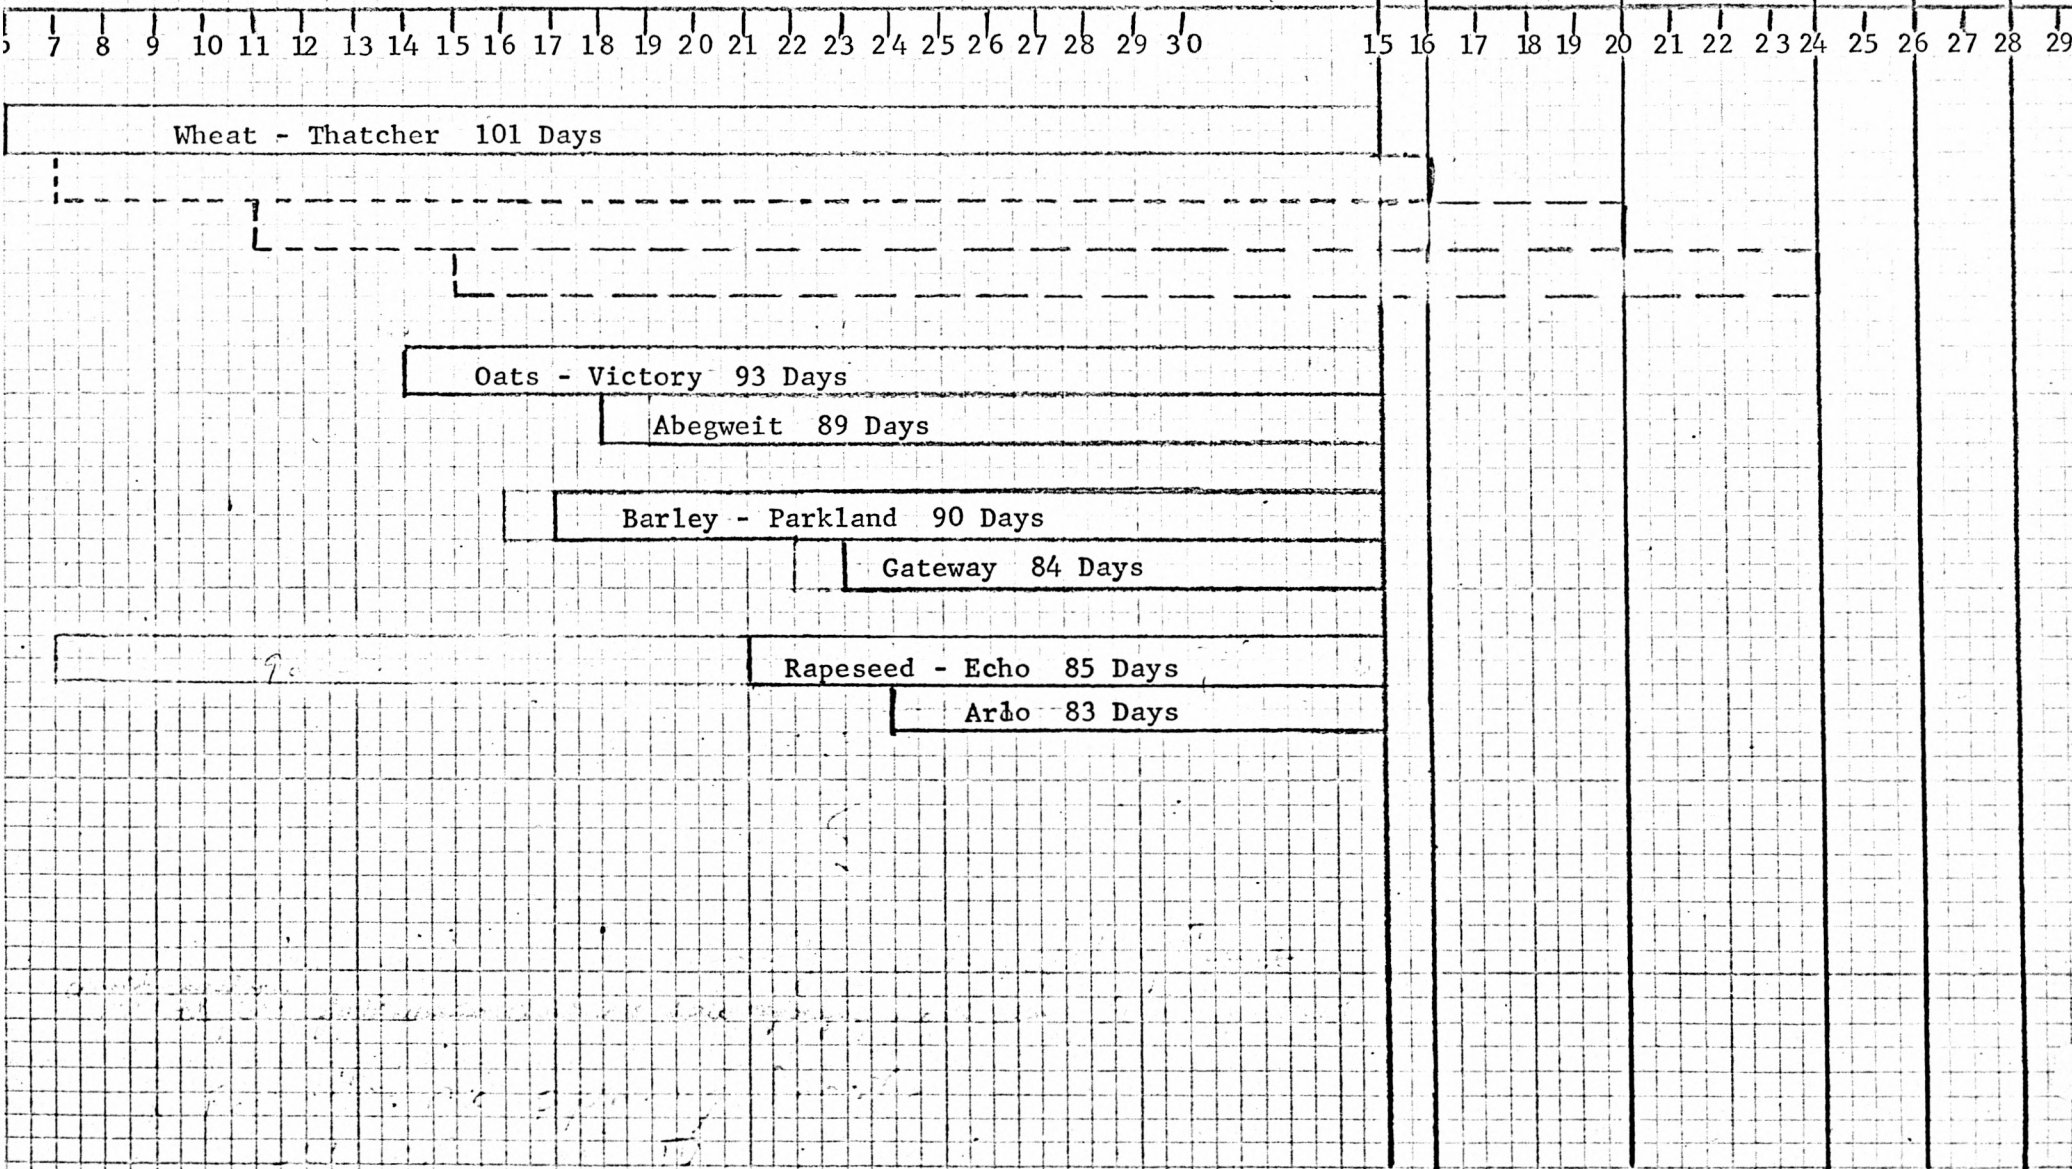 7 8 9 10 11 12 13 14 15 16 17 18 19 20 21 22 23 24 25 26 27 28 29 30 15 16 17 18 19 20 21 22 23 24 25 26 27 28 29
Wheat - Thatcher 101 Days
Oats - Victory 93 Days
Abegweit 89 Days
Barley - Parkland 90 Days
Gateway 84 Days
Rapeseed - Echo 85 Days
Arlo 83 Days